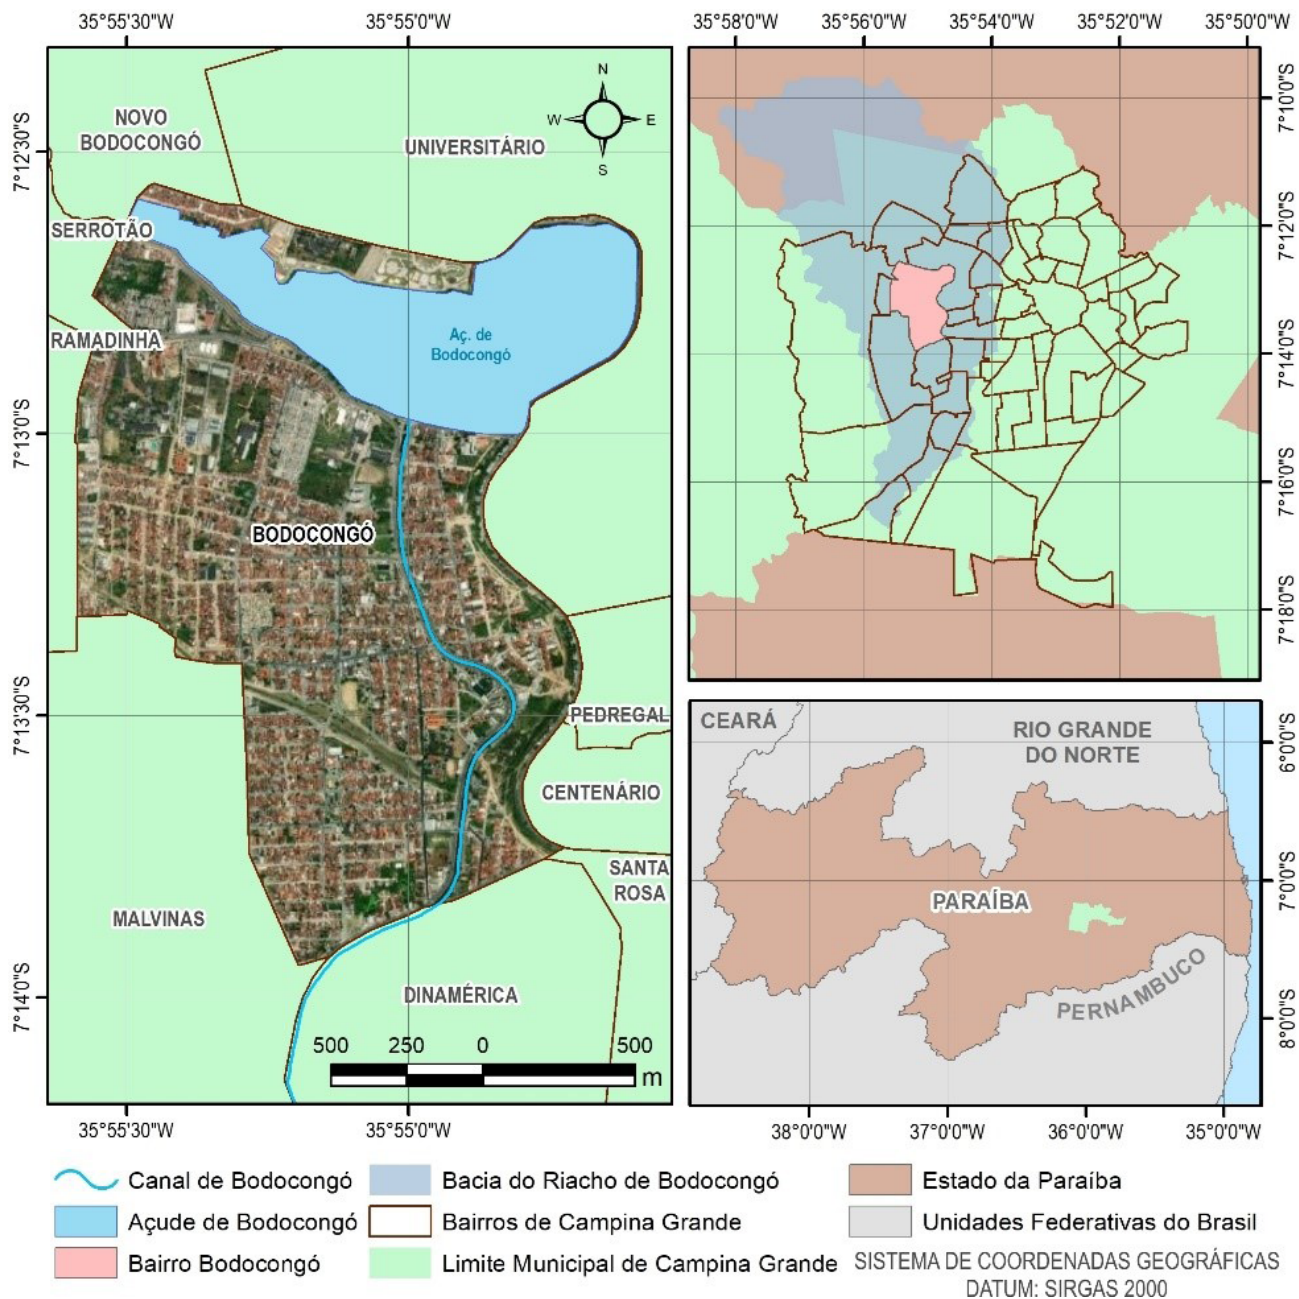 35°55'30"W
35°55'0"W
7°12'30"S
7°13'0"S
7°13'30"S
7°14'0"S
NOVO
BODOCONGÓ
UNIVERSITÁRIO
N
W
E
S
SERROTÃO
RAMADINHA
Aç. de
Bodocongó
BODOCONGÓ
PEDREGAL
CENTENÁRIO
SANTA
ROSA
MALVINAS
DINAMÉRICA
500 250 0 500
m
35°55'30"W
35°55'0"W
35°58'0"W
35°56'0"W
35°54'0"W
35°52'0"W
35°50'0"W
7°10'0"S
7°12'0"S
7°14'0"S
7°16'0"S
7°18'0"S
CEARÁ
RIO GRANDE
DO NORTE
PARAÍBA
PERNAMBUCO
6°0'0"S
7°0'0"S
8°0'0"S
38°0'0"W
37°0'0"W
36°0'0"W
35°0'0"W
Canal de Bodocongó
Açude de Bodocongó
Bairro Bodocongó
Bacia do Riacho de Bodocongó
Bairros de Campina Grande
Limite Municipal de Campina Grande
Estado da Paraíba
Unidades Federativas do Brasil
SISTEMA DE COORDENADAS GEOGRÁFICAS
DATUM: SIRGAS 2000